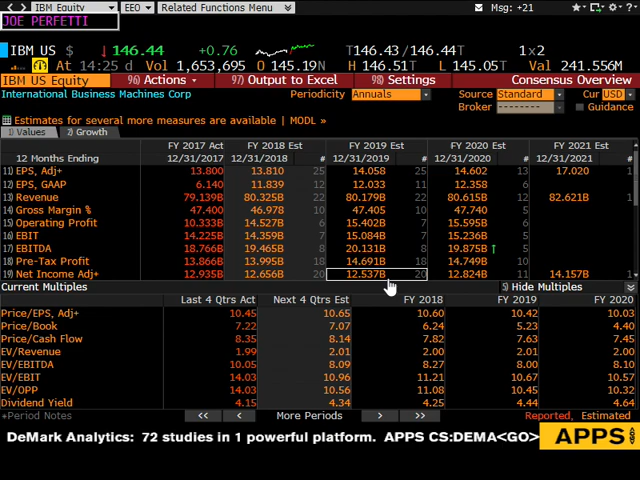 IBM Equity EEO Related Functions Menu Msg: +21
JOE PERFETTI
IBM US $ 146.44 +0.76 T146.43 / 146.44T 1×2
At 14:25 d Vol 1,653,695 O 145.19N H 146.51T L 145.05T Val 241.556M
IBM US Equity 96) Actions 97) Output to Excel 98) Settings Consensus Overview
International Business Machines Corp Periodicity Annuals Source Standard Cur USD
Broker -------- Guidance
Estimates for several more measures are available | MODL »
1) Values 2) Growth
FY 2017 Act FY 2018 Est FY 2019 Est FY 2020 Est FY 2021 Est
12 Months Ending 12/31/2017 12/31/2018 # 12/31/2019 # 12/31/2020 # 12/31/2021 #
11) EPS, Adj+ 13.800 13.810 25 14.058 25 14.602 13 17.020 1
12) EPS, GAAP 6.140 11.839 12 12.033 12 11.358 9
13) Revenue 79.139B 80.325B 22 80.179B 22 80.615B 12 82.621B 1
14) Gross Margin % 47.400 46.978 10 47.405 10 47.740 5
15) Operating Profit 10.333B 14.527B 6 15.402B 7 15.595B 6
16) EBIT 14.225B 14.359B 9 15.084B 7 15.236B 5
17) EBITDA 18.766B 19.465B 8 20.131B 8 19.875B 5
18) Pre-Tax Profit 13.866B 13.995B 18 14.691B 18 14.749B 10
19) Net Income Adj+ 12.935B 12.656B 20 12.537B 20 12.824B 11 14.157B 1
Current Multiples 5) Hide Multiples
Last 4 Qtrs Act Next 4 Qtrs Est FY 2018 FY 2019 FY 2020
Price/EPS, Adj+ 10.45 10.65 10.60 10.42 10.03
Price/Book 7.22 7.07 6.24 5.23 4.40
Price/Cash Flow 8.35 8.14 7.82 7.63 7.45
EV/Revenue 1.99 2.01 2.00 2.01 2.00
EV/EBITDA 10.05 8.09 8.27 8.00 8.10
EV/EBIT 14.03 10.96 11.21 10.67 10.57
EV/OPP 14.03 10.56 11.08 10.45 10.32
Dividend Yield 4.15 4.34 4.25 4.44 4.64
+Period Notes << < More Periods > >> Reported, Estimated
DeMark Analytics: 72 studies in 1 powerful platform. APPS CS:DEMA<GO> APPS